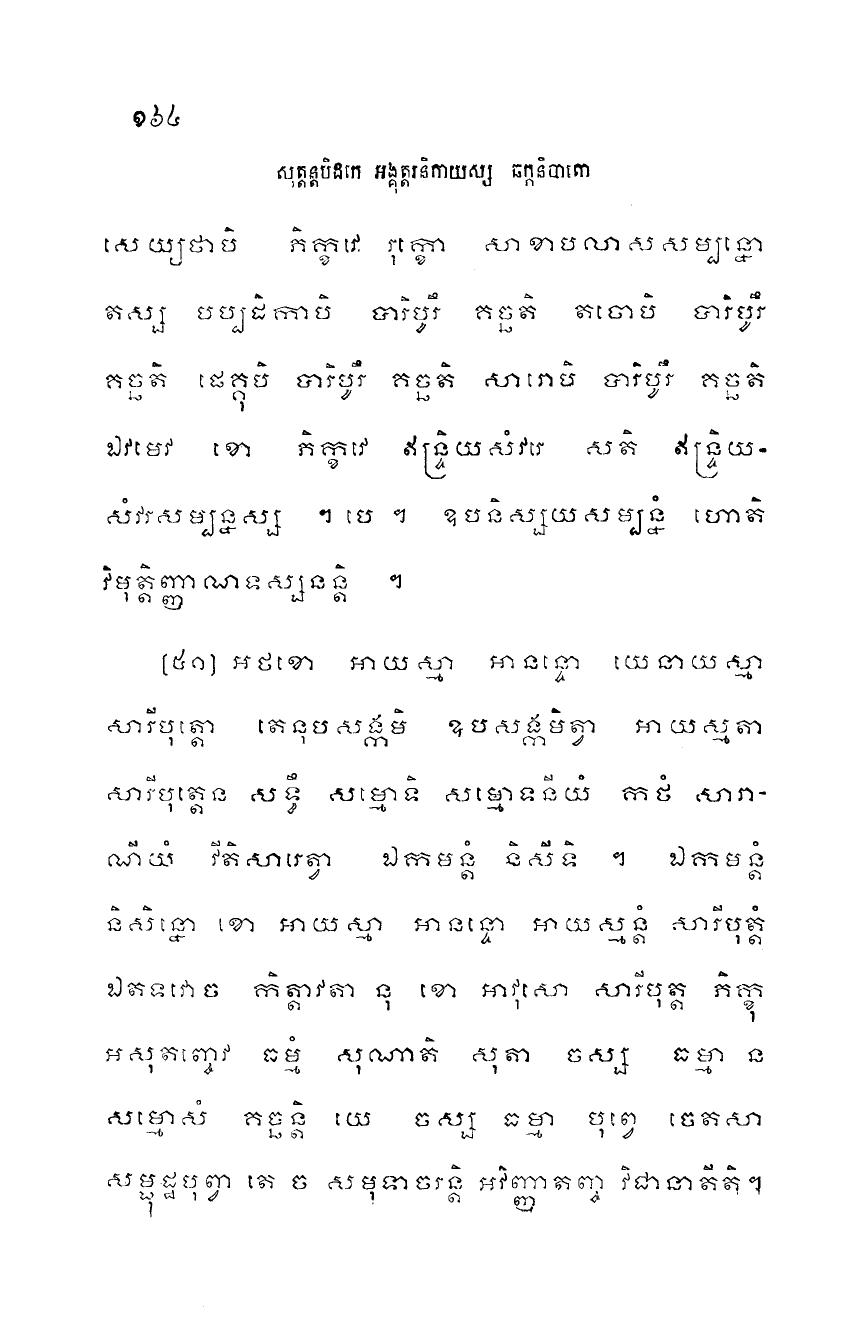 ១៦៤
សុត្តន្តបិដកេ អង្គុត្តរនិកាយស្ស ឆក្កនិបាតោ
សេយ្យថាបិ ភិក្ខវេ រុក្ខោ សាខាបលាសសម្បន្នោ
តស្ស បប្បដិកាបិ បារិបូរឹ គច្ឆតិ តចោបិ បារិបូរឹ
គច្ឆតិ ផេគ្គុបិ បារិបូរឹ គច្ឆតិ សារោបិ បារិបូរឹ គច្ឆតិ
ឯវមេវ ខោ ភិក្ខវេ ឥន្ទ្រិយសំវរេ សតិ ឥន្ទ្រិយ-
សំវរសម្បន្នស្ស ។ បេ ។ ឧបនិស្សយសម្បន្នំ ហោតិ
វិមុត្តិញ្ញាណទស្សនន្តិ ។
[៥១] អថខោ អាយស្មា អានន្ទោ យេនាយស្មា
សារីបុត្តោ តេនុបសង្កមិ ឧបសង្កមិត្វា អាយស្មតា
សារីបុត្តេន សទ្ធឹ សម្មោទិ សម្មោទនីយំ កថំ សារា-
ណីយំ វីតិសារេត្វា ឯកមន្តំ និសីទិ ។ ឯកមន្តំ
និសិន្នោ ខោ អាយស្មា អានន្ទោ អាយស្មន្តំ សារីបុត្តំ
ឯតទវោច កិត្តាវតា នុ ខោ អាវុសោ សារីបុត្ត ភិក្ខុ
អសុតញ្ចេវ ធម្មំ សុណាតិ សុតា ចស្ស ធម្មា ន
សម្មោសំ គច្ឆន្តិ យេ ចស្ស ធម្មា បុព្វេ ចេតសា
សម្ផុដ្ឋបុព្វា តេ ច សមុទាចរន្តិ អវិញ្ញាតញ្ច វិជានាតីតិ។